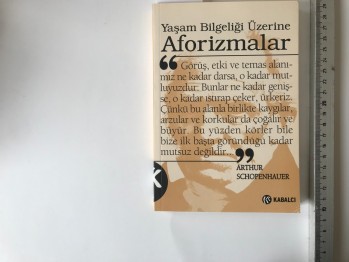 Yaşam Bilgeliği Üzerine
Aforizmalar
“Görüş, etki ve temas alanı-
mız ne kadar darsa, o kadar mut-
luyuzdur: Bunlar ne kadar geniş-
se, o kadar ıstırap çeker, ürkeriz.
Çünkü bu alanla birlikte kaygılar,
arzular ve korkular da çoğalır ve
büyür. Bu yüzden körler bile
bize ilk başta göründüğü kadar
mutsuz değildir...”
ARTHUR
SCHOPENHAUER
KABALCI